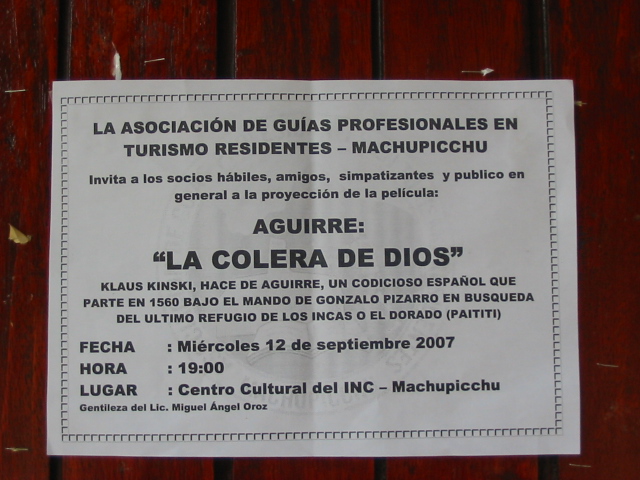 LA ASOCIACIÓN DE GUÍAS PROFESIONALES EN
TURISMO RESIDENTES – MACHUPICCHU
Invita a los socios hábiles, amigos, simpatizantes y publico en
general a la proyección de la película:
AGUIRRE:
“LA COLERA DE DIOS”
KLAUS KINSKI, HACE DE AGUIRRE, UN CODICIOSO ESPAÑOL QUE
PARTE EN 1560 BAJO EL MANDO DE GONZALO PIZARRO EN BUSQUEDA
DEL ULTIMO REFUGIO DE LOS INCAS O EL DORADO (PAITITI)
FECHA : Miércoles 12 de septiembre 2007
HORA : 19:00
LUGAR : Centro Cultural del INC – Machupicchu
Gentileza del Lic. Miguel Ángel Oroz